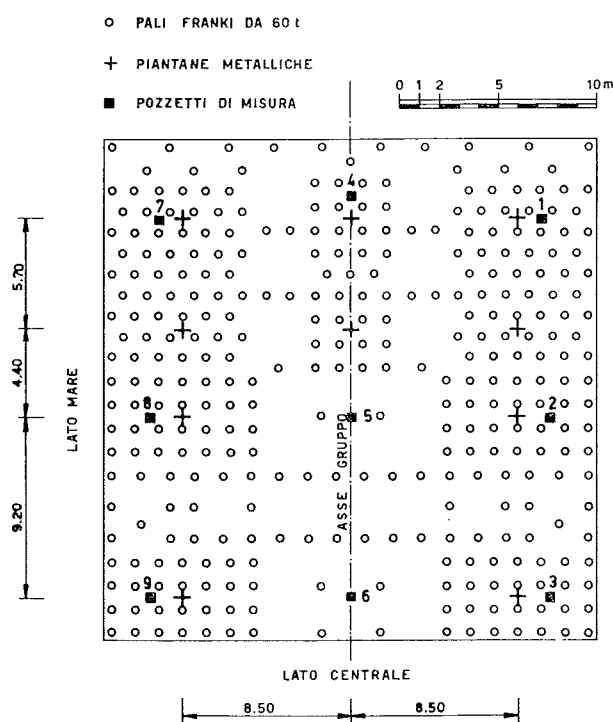 PALI FRANKI DA 60 t
PIANTANE METALLICHE
POZZETTI DI MISURA
0 1 2 5 10 m
4
7
1
5.70
4.40
9.20
LATO MARE
8
5
2
ASSE GRUPPO
9
6
3
LATO CENTRALE
8.50
8.50